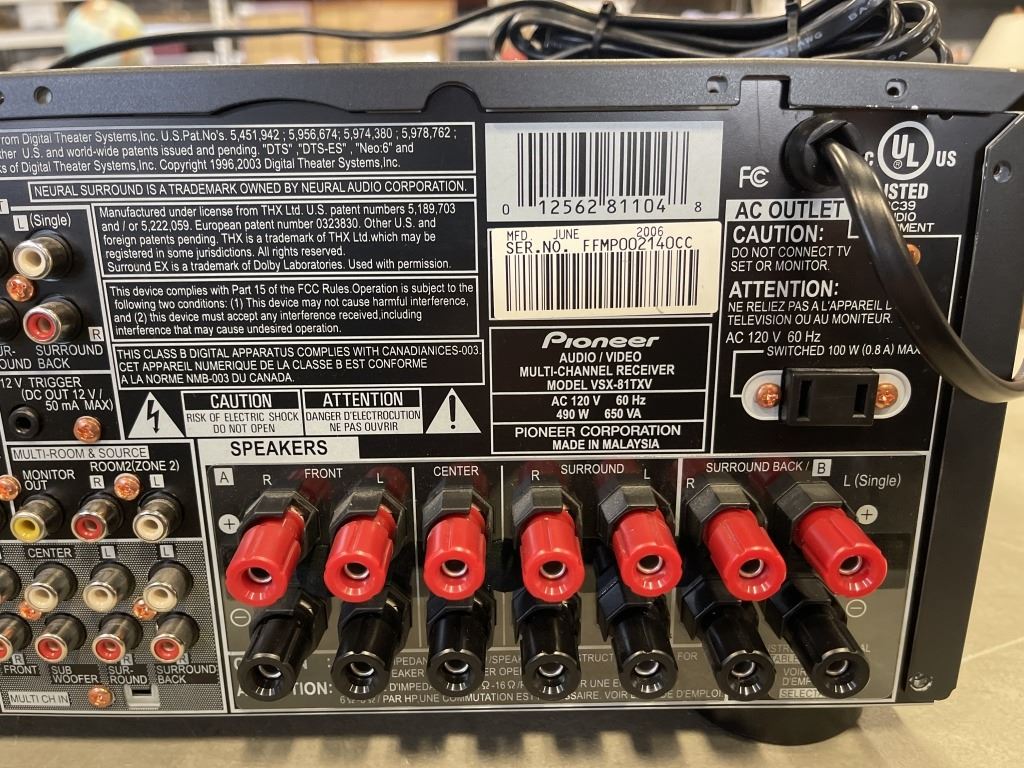 from Digital Theater Systems,Inc. U.S.Pat.No's. 5,451,942 ; 5,956,674; 5,974,380 ; 5,978,762 ;
other U.S. and world-wide patents issued and pending. "DTS" ,"DTS-ES" , "Neo:6" and
of Digital Theater Systems,Inc. Copyright 1996,2003 Digital Theater Systems,Inc.
NEURAL SURROUND IS A TRADEMARK OWNED BY NEURAL AUDIO CORPORATION.
Manufactured under license from THX Ltd. U.S. patent numbers 5,189,703
and / or 5,222,059. European patent number 0323830. Other U.S. and
foreign patents pending. THX is a trademark of THX Ltd.which may be
registered in some jurisdictions. All rights reserved.
Surround EX is a trademark of Dolby Laboratories. Used with permission.
This device complies with Part 15 of the FCC Rules.Operation is subject to the
following two conditions: (1) This device may not cause harmful interference,
and (2) this device must accept any interference received,including
interference that may cause undesired operation.
THIS CLASS B DIGITAL APPARATUS COMPLIES WITH CANADIANICES-003.
CET APPAREIL NUMERIQUE DE LA CLASSE B EST CONFORME
A LA NORME NMB-003 DU CANADA.
CAUTION
RISK OF ELECTRIC SHOCK
DO NOT OPEN
ATTENTION
DANGER D'ELECTROCUTION
NE PAS OUVRIR
0 12562 81104 8
MFD JUNE 2006
SER.NO. FFMP002140CC
Pioneer
AUDIO / VIDEO
MULTI-CHANNEL RECEIVER
MODEL VSX-81TXV
AC 120 V 60 Hz
490 W 650 VA
PIONEER CORPORATION
MADE IN MALAYSIA
FC
C UL US
LISTED
AC OUTLET
CAUTION:
DO NOT CONNECT TV
SET OR MONITOR.
ATTENTION:
NE RELIEZ PAS A L'APPAREIL
TELEVISION OU AU MONITEUR.
AC 120 V 60 Hz
SWITCHED 100 W (0.8 A) MAX
L (Single)
R
SURROUND
BACK
12 V TRIGGER
(DC OUT 12 V /
50 mA MAX)
MULTI-ROOM & SOURCE
MONITOR
OUT
ROOM2(ZONE 2)
R L
CENTER L L
R R
FRONT
SUB
WOOFER
SUR-
ROUND
SURROUND
BACK
MULTI CH IN
SPEAKERS
A R FRONT L
CENTER
R SURROUND L
SURROUND BACK / B
R L (Single)
+ +
− −
ATTENTION: